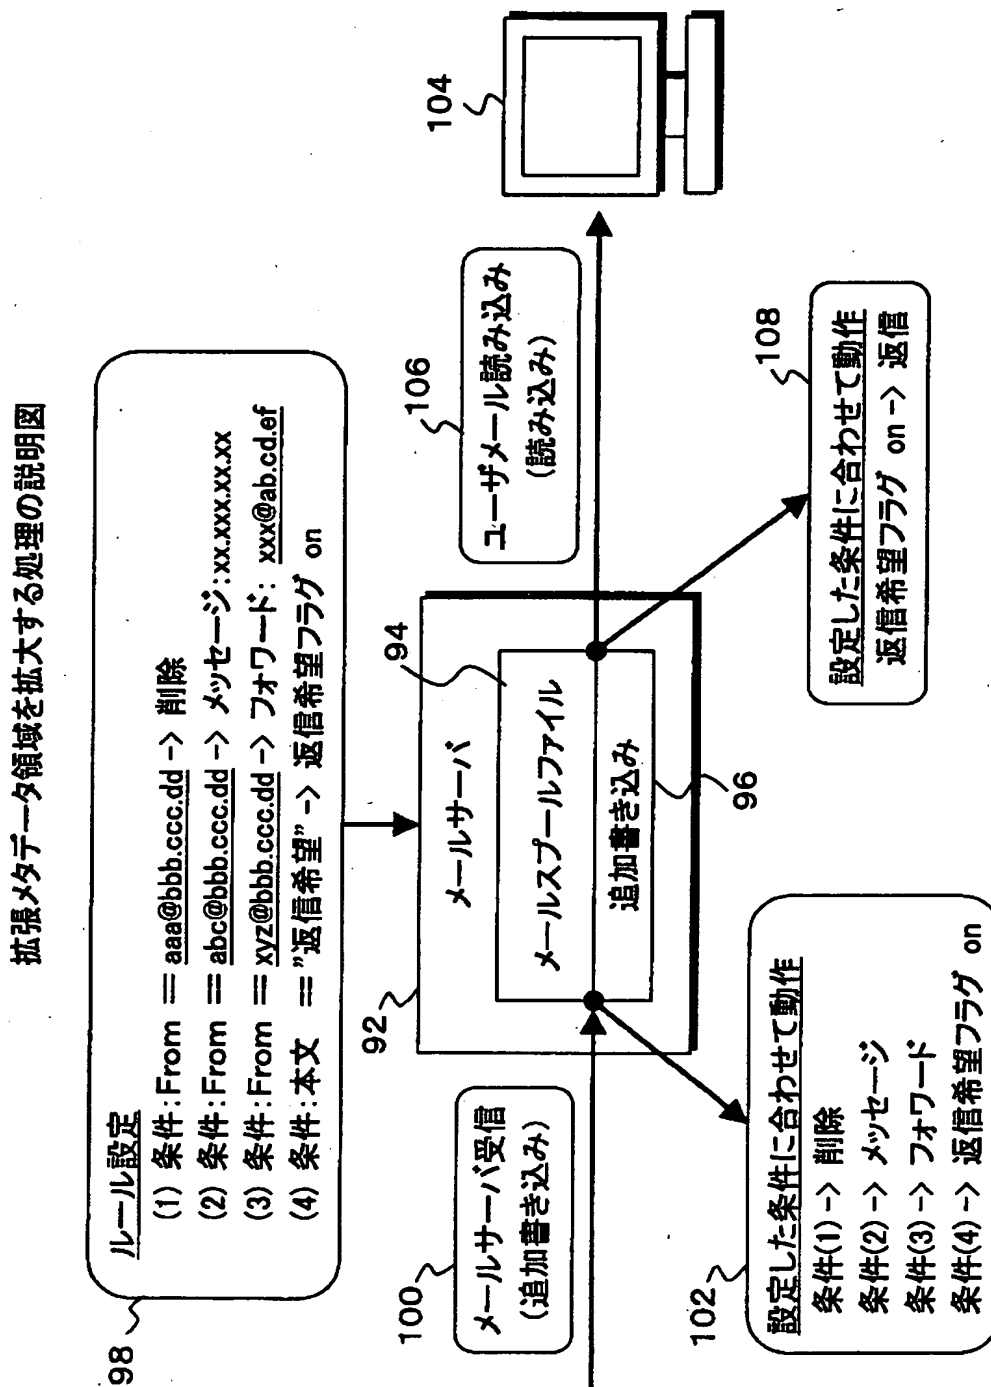 拡張メタデータ領域を拡大する処理の説明図
98
ルール設定
(1) 条件:From == aaa@bbb.ccc.dd -> 削除
(2) 条件:From == abc@bbb.ccc.dd -> メッセージ:xx.xxx.xx.xx
(3) 条件:From == xyz@bbb.ccc.dd -> フォワード: xxx@ab.cd.ef
(4) 条件:本文 == "返信希望" -> 返信希望フラグ on
100
メールサーバ受信
(追加書き込み)
92
メールサーバ
94
メールスプールファイル
追加書き込み
96
106
ユーザメール読み込み
(読み込み)
104
102
設定した条件に合わせて動作
条件(1) -> 削除
条件(2) -> メッセージ
条件(3) -> フォワード
条件(4) -> 返信希望フラグ on
108
設定した条件に合わせて動作
返信希望フラグ on -> 返信